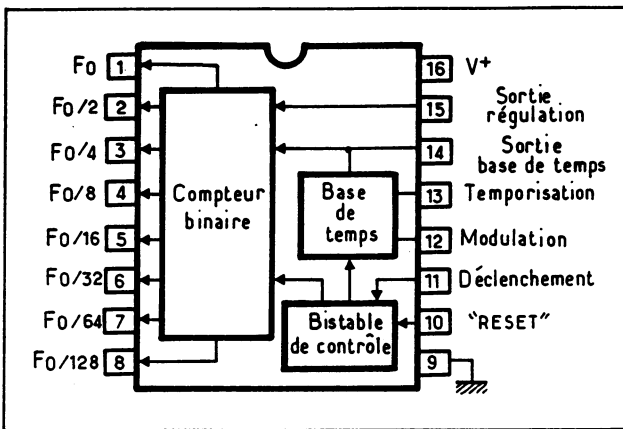 Fo 1
Fo/2 2
Fo/4 3
Fo/8 4
Fo/16 5
Fo/32 6
Fo/64 7
Fo/128 8
Compteur
binaire
Base
de
temps
Bistable
de contrôle
16 V+
15 Sortie
régulation
14 Sortie
base de temps
13 Temporisation
12 Modulation
11 Déclenchement
10 "RESET"
9